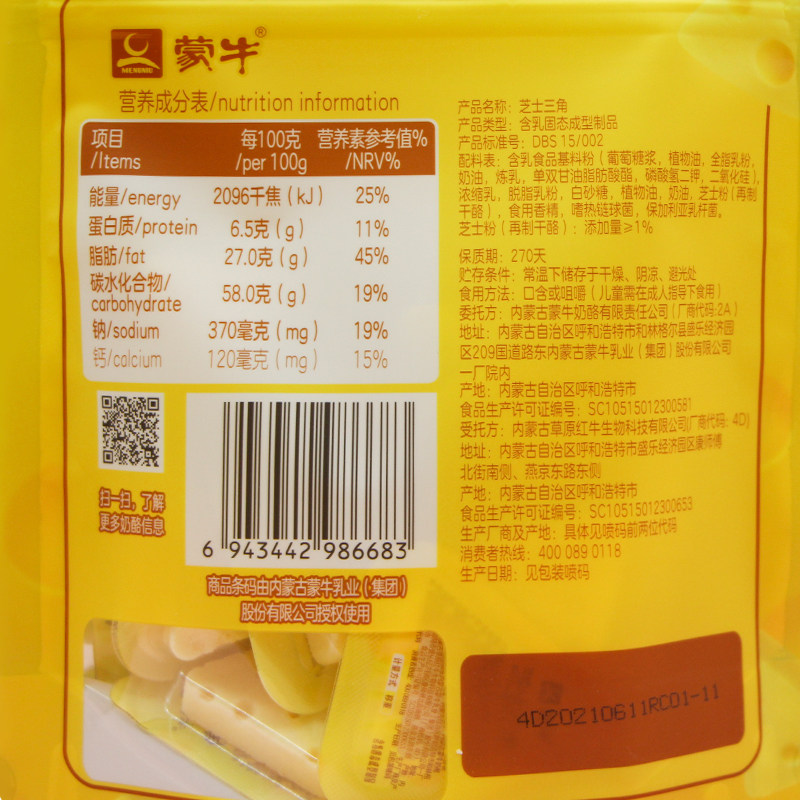 蒙牛®
MENGNIU
营养成分表/nutrition information
项目/Items 每100克/per 100g 营养素参考值%/NRV%
能量/energy 2096千焦（kJ） 25%
蛋白质/protein 6.5克（g） 11%
脂肪/fat 27.0克（g） 45%
碳水化合物/carbohydrate 58.0克（g） 19%
钠/sodium 370毫克（mg） 19%
钙/calcium 120毫克（mg） 15%
扫一扫，了解
更多奶酪信息
6 943442 986683
商品条码由内蒙古蒙牛乳业（集团）
股份有限公司授权使用
产品名称：芝士三角
产品类型：含乳固态成型制品
产品标准号：DBS 15/002
配料表：含乳食品基料粉（葡萄糖浆，植物油，全脂乳粉，
奶油，炼乳，单双甘油脂肪酸酯，磷酸氢二钾，二氧化硅），
浓缩乳，脱脂乳粉，白砂糖，植物油，奶油，芝士粉（再制
干酪），食用香精，嗜热链球菌，保加利亚乳杆菌。
芝士粉（再制干酪）：添加量≥1%
保质期：270天
贮存条件：常温下储存于干燥、阴凉、避光处
食用方法：口含或咀嚼（儿童需在成人指导下食用）
委托方：内蒙古蒙牛奶酪有限责任公司（厂商代码:2A）
地址：内蒙古自治区呼和浩特市和林格尔县盛乐经济园
区209国道路东内蒙古蒙牛乳业（集团）股份有限公司
一厂院内
产地：内蒙古自治区呼和浩特市
食品生产许可证编号：SC10515012300581
受托方：内蒙古草原红牛生物科技有限公司(厂商代码：4D)
地址：内蒙古自治区呼和浩特市盛乐经济园区康师傅
北街南侧、燕京东路东侧
产地：内蒙古自治区呼和浩特市
食品生产许可证编号：SC10515012300653
生产厂商及产地：具体见喷码前两位代码
消费者热线：400 089 0118
生产日期：见包装喷码
4D20210611RC01-11
计量方式：称重